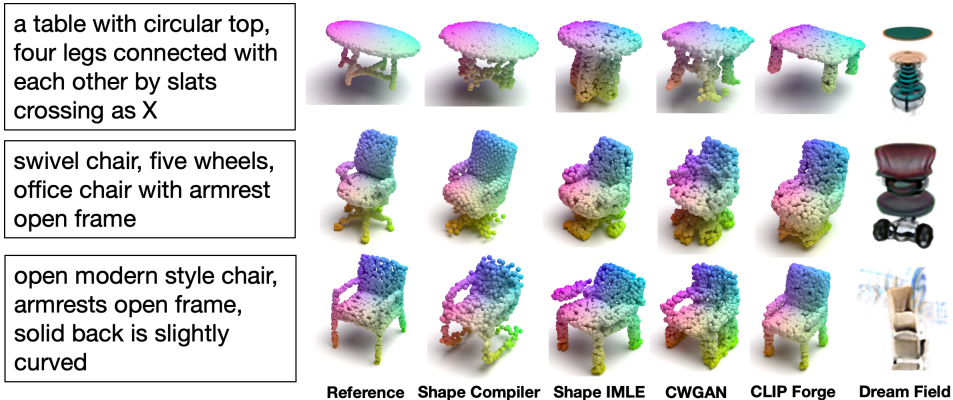 a table with circular top,
four legs connected with
each other by slats
crossing as X
swivel chair, five wheels,
office chair with armrest
open frame
open modern style chair,
armrests open frame,
solid back is slightly
curved
Reference Shape Compiler Shape IMLE CWGAN CLIP Forge Dream Field